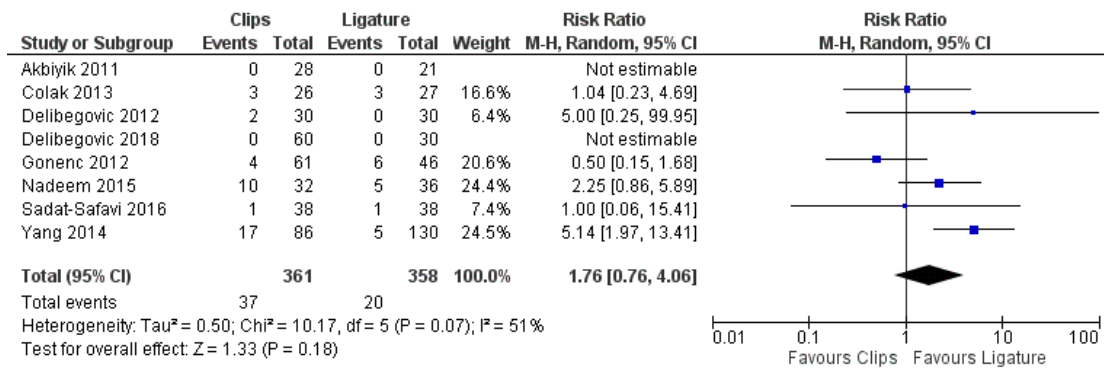 Clips Ligature Risk Ratio Risk Ratio
Study or Subgroup Events Total Events Total Weight M-H, Random, 95% CI M-H, Random, 95% CI
Akbiyik 2011 0 28 0 21 Not estimable
Colak 2013 3 26 3 27 16.6% 1.04 [0.23, 4.69]
Delibegovic 2012 2 30 0 30 6.4% 5.00 [0.25, 99.95]
Delibegovic 2018 0 60 0 30 Not estimable
Gonenc 2012 4 61 6 46 20.6% 0.50 [0.15, 1.68]
Nadeem 2015 10 32 5 36 24.4% 2.25 [0.86, 5.89]
Sadat-Safavi 2016 1 38 1 38 7.4% 1.00 [0.06, 15.41]
Yang 2014 17 86 5 130 24.5% 5.14 [1.97, 13.41]
Total (95% CI) 361 358 100.0% 1.76 [0.76, 4.06]
Total events 37 20
Heterogeneity: Tau² = 0.50; Chi² = 10.17, df = 5 (P = 0.07); I² = 51%
Test for overall effect: Z = 1.33 (P = 0.18)
0.01 0.1 1 10 100
Favours Clips Favours Ligature